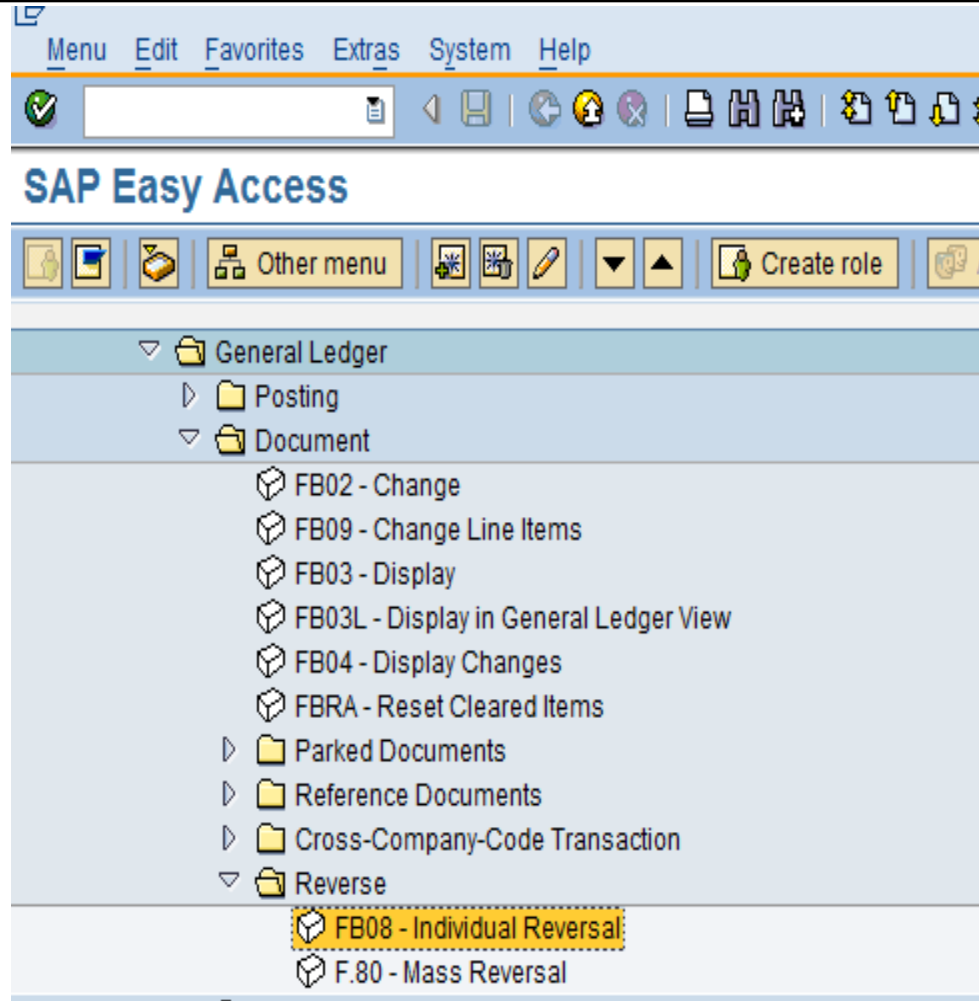 Menu Edit Favorites Extras System Help
SAP Easy Access
Other menu Create role
General Ledger
Posting
Document
FB02 - Change
FB09 - Change Line Items
FB03 - Display
FB03L - Display in General Ledger View
FB04 - Display Changes
FBRA - Reset Cleared Items
Parked Documents
Reference Documents
Cross-Company-Code Transaction
Reverse
FB08 - Individual Reversal
F.80 - Mass Reversal